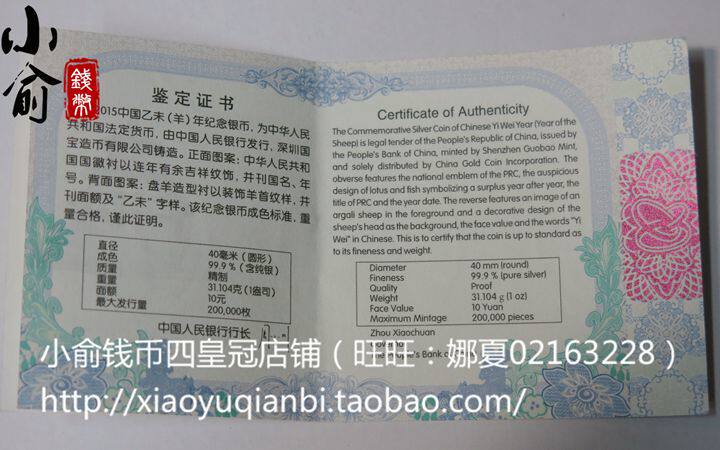 小俞
錢幣
鉴定证书
2015中国乙未(羊)年纪念银币,为中华人民
共和国法定货币,由中国人民银行发行,深圳国
宝造币有限公司铸造。正面图案:中华人民共和
国国徽衬以连年有余吉祥纹饰,并刊国名、年
号。背面图案:盘羊造型衬以装饰羊首纹样,并
刊面额及“乙未”字样。该纪念银币成色标准,重
量合格,谨此证明。
直径 40毫米(圆形)
成色 99.9%(含纯银)
质量 精制
重量 31.104克(1盎司)
面额 10元
最大发行量 200,000枚
中国人民银行行长
Certificate of Authenticity
The Commemorative Silver Coin of Chinese Yi Wei Year (Year of the
Sheep) is legal tender of the People's Republic of China, issued by
the People's Bank of China, minted by Shenzhen Guobao Mint,
and solely distributed by China Gold Coin Incorporation. The
obverse features the national emblem of the PRC, the auspicious
design of lotus and fish symbolizing a surplus year after year, the
title of PRC and the year date. The reverse features an image of an
argali sheep in the foreground and a decorative design of the
sheep's head as the background, the face value and the words "Yi
Wei" in Chinese. This is to certify that the coin is up to standard as
to its fineness and weight.
Diameter 40 mm (round)
Fineness 99.9 % (pure silver)
Quality Proof
Weight 31.104 g (1 oz)
Face Value 10 Yuan
Maximum Mintage 200,000 pieces
Zhou Xiaochuan
Governor
The People's Bank of
小俞钱币四皇冠店铺(旺旺:娜夏02163228)
http://xiaoyuqianbi.taobao.com/